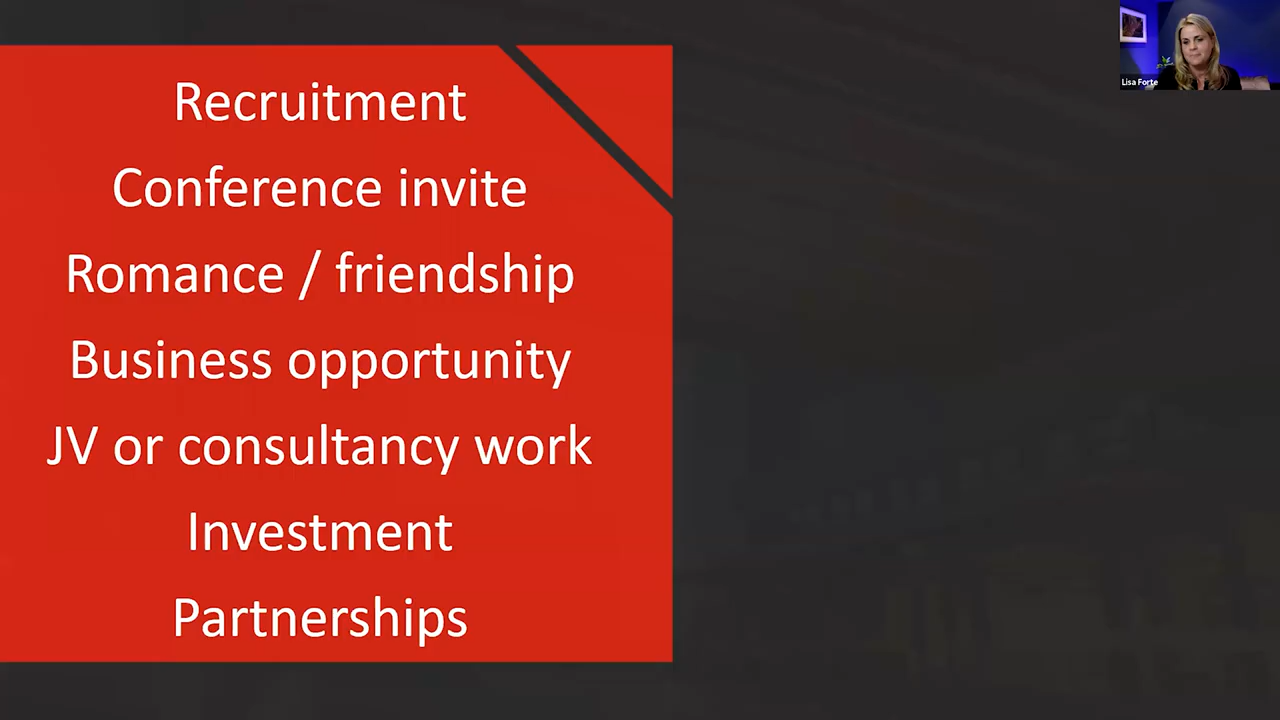 Recruitment
Conference invite
Romance / friendship
Business opportunity
JV or consultancy work
Investment
Partnerships
Lisa Forte